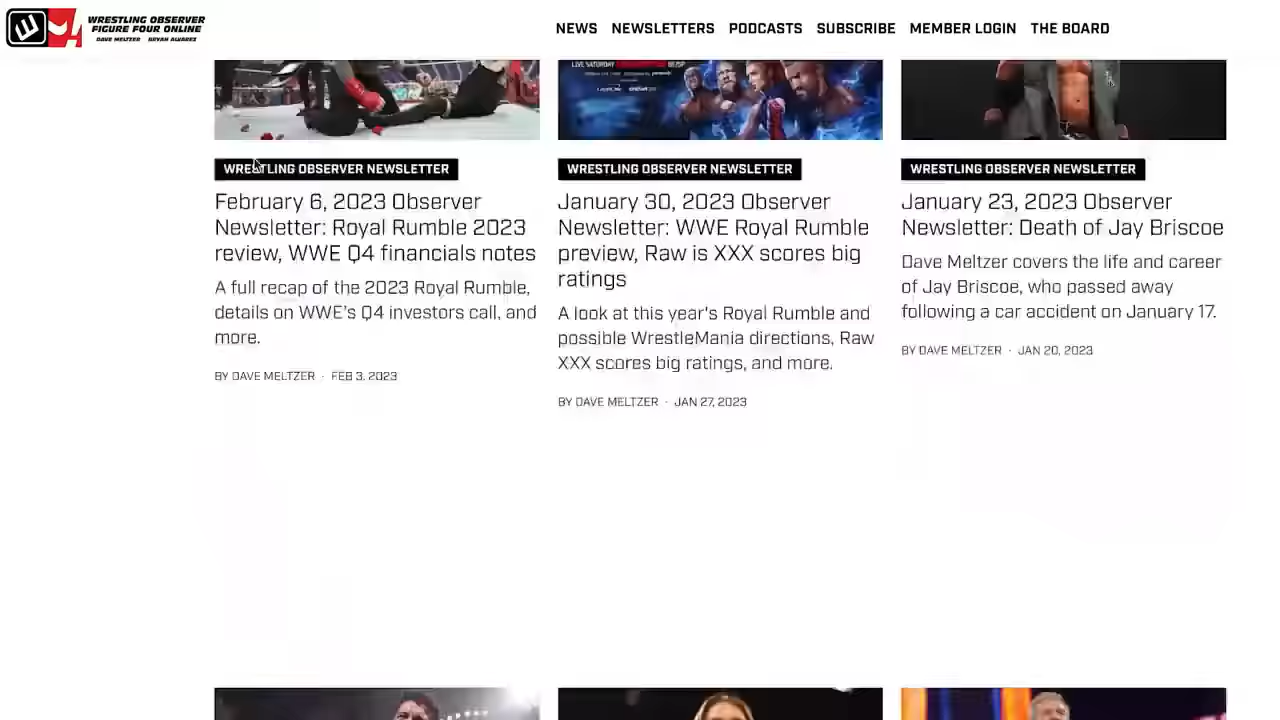 WRESTLING OBSERVER
FIGURE FOUR ONLINE
DAVE MELTZER BRYAN ALVAREZ
NEWS NEWSLETTERS PODCASTS SUBSCRIBE MEMBER LOGIN THE BOARD
LIVE SATURDAY
WRESTLING OBSERVER NEWSLETTER
February 6, 2023 Observer
Newsletter: Royal Rumble 2023
review, WWE Q4 financials notes
A full recap of the 2023 Royal Rumble,
details on WWE's Q4 investors call, and
more.
BY DAVE MELTZER · FEB 3, 2023
WRESTLING OBSERVER NEWSLETTER
January 30, 2023 Observer
Newsletter: WWE Royal Rumble
preview, Raw is XXX scores big
ratings
A look at this year's Royal Rumble and
possible WrestleMania directions, Raw
XXX scores big ratings, and more.
BY DAVE MELTZER · JAN 27, 2023
WRESTLING OBSERVER NEWSLETTER
January 23, 2023 Observer
Newsletter: Death of Jay Briscoe
Dave Meltzer covers the life and career
of Jay Briscoe, who passed away
following a car accident on January 17.
BY DAVE MELTZER · JAN 20, 2023